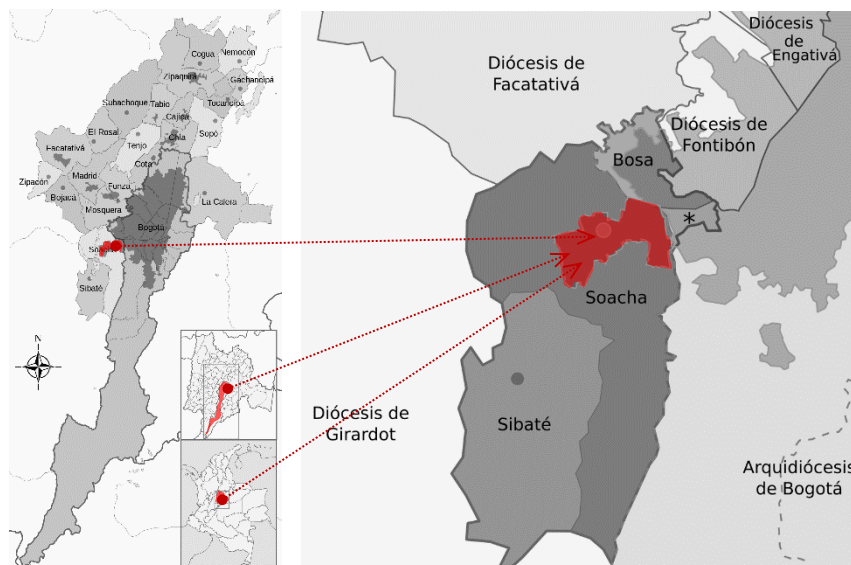 Cogua
Nemocón
Zipaquirá
Gachancipá
Subachoque
Tabio
Tocancipá
Cajicá
El Rosal
Chía
Sopó
Facatativá
Tenjo
Cota
Zipacón
Madrid
Funza
Bojacá
Mosquera
La Calera
Bogotá
Sibaté
N
Diócesis
de
Engativá
Diócesis de
Facatativá
Diócesis de
Fontibón
Bosa
*
Soacha
Diócesis de
Girardot
Sibaté
Arquidiócesis
de Bogotá